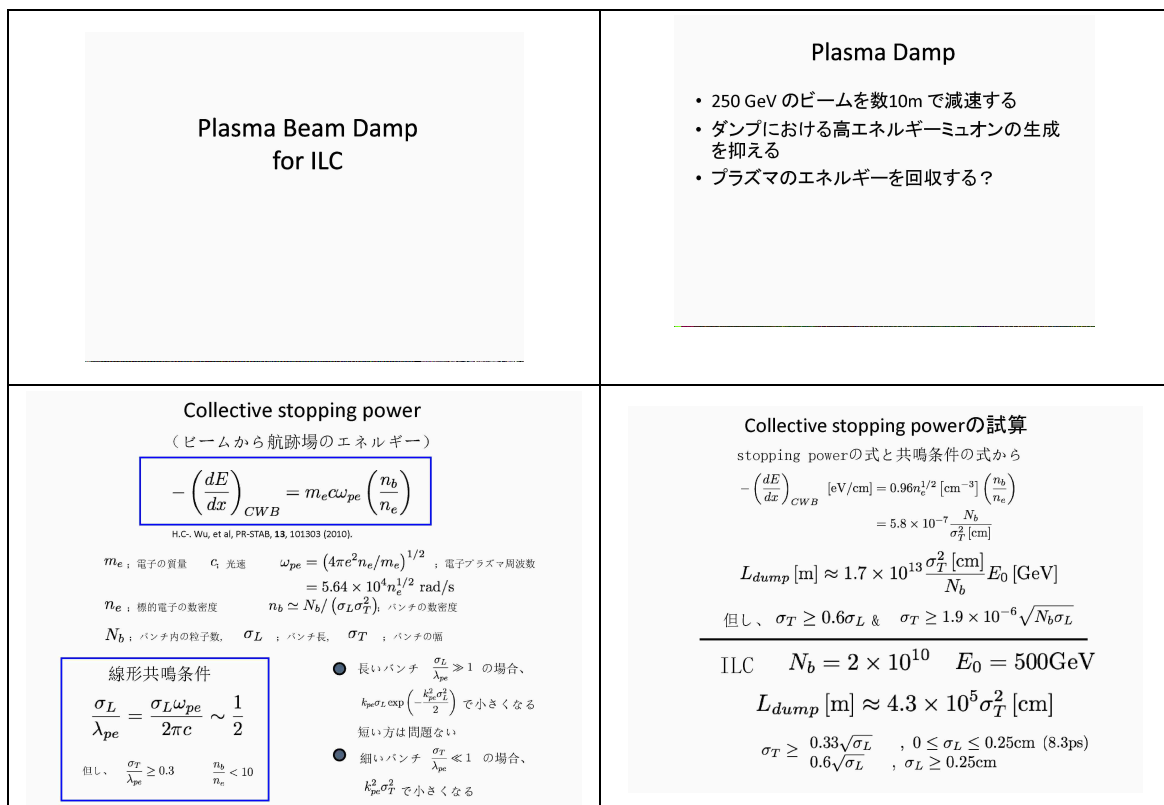 Plasma Beam Damp
for ILC
Plasma Damp
• 250 GeV のビームを数10m で減速する
• ダンプにおける高エネルギーミュオンの生成
を抑える
• プラズマのエネルギーを回収する？
Collective stopping power
（ビームから航跡場のエネルギー）
−(dE/dx)_CWB = m_e c ω_pe (n_b/n_e)
H.C-. Wu, et al, PR-STAB, 13, 101303 (2010).
m_e ; 電子の質量 c; 光速 ω_pe = (4πe²n_e/m_e)^1/2 ; 電子プラズマ周波数
= 5.64 × 10⁴ n_e^1/2 rad/s
n_e ; 標的電子の数密度 n_b ≃ N_b/(σ_L σ_T²); バンチの数密度
N_b ; バンチ内の粒子数, σ_L ; バンチ長, σ_T ; バンチの幅
線形共鳴条件
σ_L/λ_pe = σ_L ω_pe/2πc ∼ 1/2
但し、 σ_T/λ_pe ≥ 0.3 n_b/n_e < 10
長いバンチ σ_L/λ_pe ≫ 1 の場合、
k_pe σ_L exp(−k_pe² σ_L²/2) で小さくなる
短い方は問題ない
細いバンチ σ_T/λ_pe ≪ 1 の場合、
k_pe² σ_T² で小さくなる
Collective stopping powerの試算
stopping powerの式と共鳴条件の式から
−(dE/dx)_CWB [eV/cm] = 0.96 n_e^1/2 [cm⁻³] (n_b/n_e)
= 5.8 × 10⁻⁷ N_b/σ_T² [cm]
L_dump [m] ≈ 1.7 × 10¹³ σ_T² [cm]/N_b E_0 [GeV]
但し、 σ_T ≥ 0.6σ_L & σ_T ≥ 1.9 × 10⁻⁶ √(N_b σ_L)
ILC N_b = 2 × 10¹⁰ E_0 = 500GeV
L_dump [m] ≈ 4.3 × 10⁵ σ_T² [cm]
σ_T ≥ 0.33√σ_L , 0 ≤ σ_L ≤ 0.25cm (8.3ps)
0.6√σ_L , σ_L ≥ 0.25cm